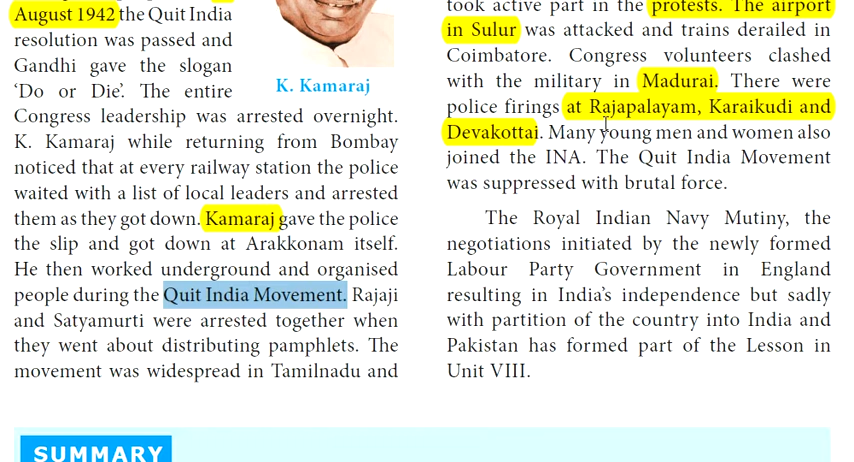 August 1942 the Quit India
resolution was passed and
Gandhi gave the slogan
‘Do or Die’. The entire
K. Kamaraj
Congress leadership was arrested overnight.
K. Kamaraj while returning from Bombay
noticed that at every railway station the police
waited with a list of local leaders and arrested
them as they got down. Kamaraj gave the police
the slip and got down at Arakkonam itself.
He then worked underground and organised
people during the Quit India Movement. Rajaji
and Satyamurti were arrested together when
they went about distributing pamphlets. The
movement was widespread in Tamilnadu and
took active part in the protests. The airport
in Sulur was attacked and trains derailed in
Coimbatore. Congress volunteers clashed
with the military in Madurai. There were
police firings at Rajapalayam, Karaikudi and
Devakottai. Many young men and women also
joined the INA. The Quit India Movement
was suppressed with brutal force.
The Royal Indian Navy Mutiny, the
negotiations initiated by the newly formed
Labour Party Government in England
resulting in India’s independence but sadly
with partition of the country into India and
Pakistan has formed part of the Lesson in
Unit VIII.
SUMMARY